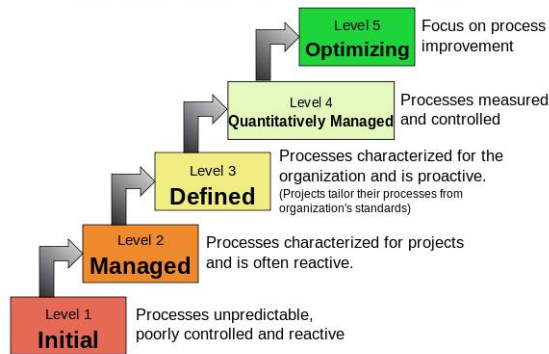 Level 5
Optimizing
Focus on process
improvement
Level 4
Quantitatively Managed
Processes measured
and controlled
Level 3
Defined
Processes characterized for the
organization and is proactive.
(Projects tailor their processes from
organization's standards)
Level 2
Managed
Processes characterized for projects
and is often reactive.
Level 1
Initial
Processes unpredictable,
poorly controlled and reactive